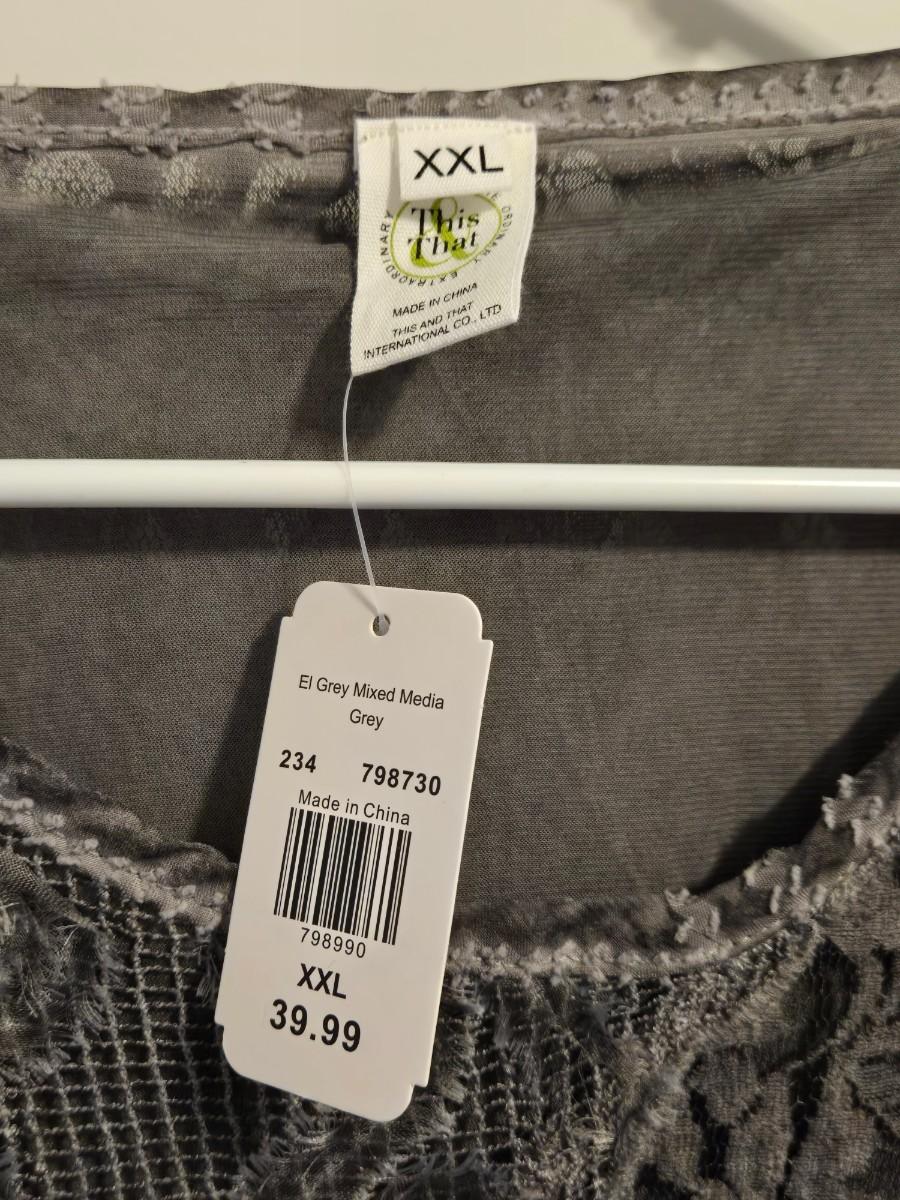 XXL
This
&
That
EXTRAORDINARY
ORDINARY
MADE IN CHINA
THIS AND THAT
INTERNATIONAL CO., LTD
El Grey Mixed Media
Grey
234 798730
Made in China
798990
XXL
39.99